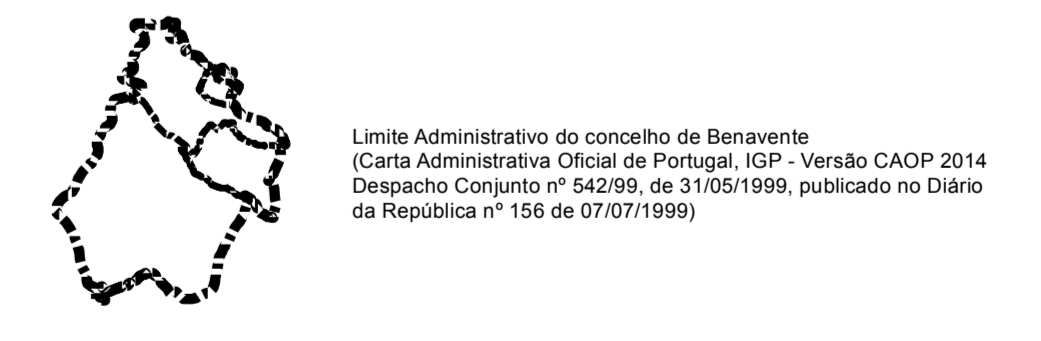 Limite Administrativo do concelho de Benavente
(Carta Administrativa Oficial de Portugal, IGP - Versão CAOP 2014
Despacho Conjunto nº 542/99, de 31/05/1999, publicado no Diário
da República nº 156 de 07/07/1999)